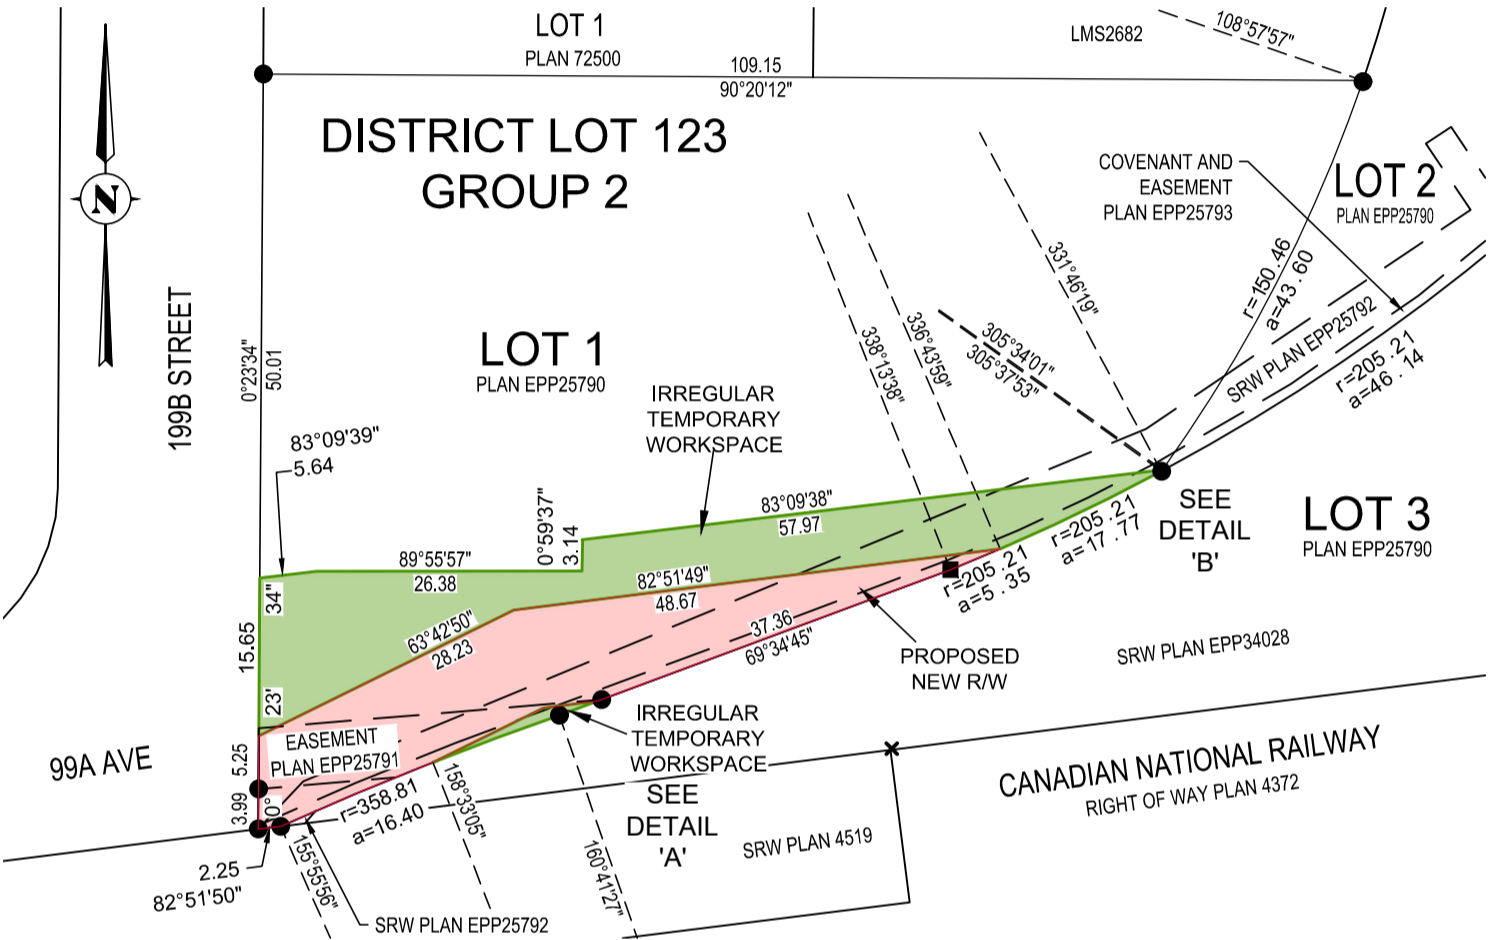 LOT 1
PLAN 72500
LMS2682
108°57'57"
109.15
90°20'12"
DISTRICT LOT 123
GROUP 2
N
COVENANT AND
EASEMENT
PLAN EPP25793
LOT 2
PLAN EPP25790
199B STREET
0°23'34"
50.01
LOT 1
PLAN EPP25790
338°13'38"
336°43'59"
331°46'19"
305°34'01"
305°37'53"
r=150.46
a=43.60
SRW PLAN EPP25792
r=205.21
a=46.14
IRREGULAR
TEMPORARY
WORKSPACE
83°09'39"
5.64
89°55'57"
26.38
0°59'37"
3.14
83°09'38"
57.97
SEE
DETAIL
'B'
LOT 3
PLAN EPP25790
r=205.21
a=17.77
r=205.21
a=5.35
82°51'49"
48.67
63°42'50"
28.23
37.36
69°34'45"
15.65
34"
23'
0°
5.25
3.99
PROPOSED
NEW R/W
SRW PLAN EPP34028
99A AVE
EASEMENT
PLAN EPP25791
IRREGULAR
TEMPORARY
WORKSPACE
SEE
DETAIL
'A'
r=358.81
a=16.40
158°33'05"
160°41'27"
155°55'56"
2.25
82°51'50"
SRW PLAN EPP25792
SRW PLAN 4519
CANADIAN NATIONAL RAILWAY
RIGHT OF WAY PLAN 4372